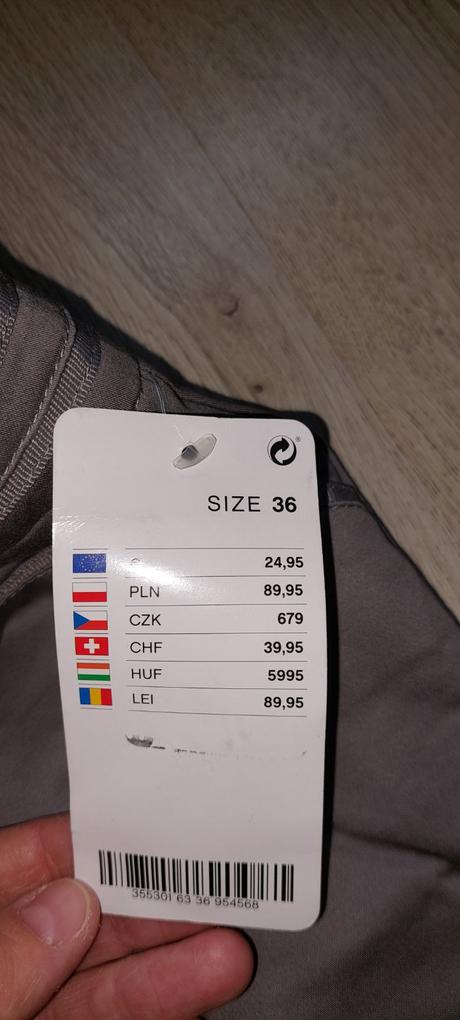 SIZE 36
24,95
PLN 89,95
CZK 679
CHF 39,95
HUF 5995
LEI 89,95
355301 63 36 954568